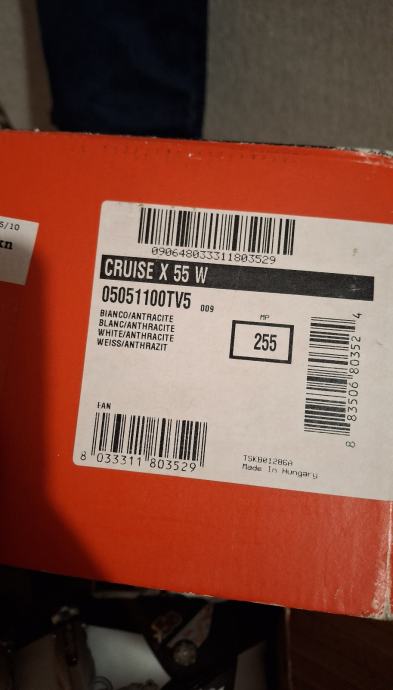 S/10
090648033311803529
CRUISE X 55 W
05051100TV5 009
BIANCO/ANTRACITE
BLANC/ANTHRACITE
WHITE/ANTHRACITE
WEISS/ANTHRAZIT
MP
255
8 83506 80352 4
EAN
8 033311 803529
TSKB01286A
Made In Hungary